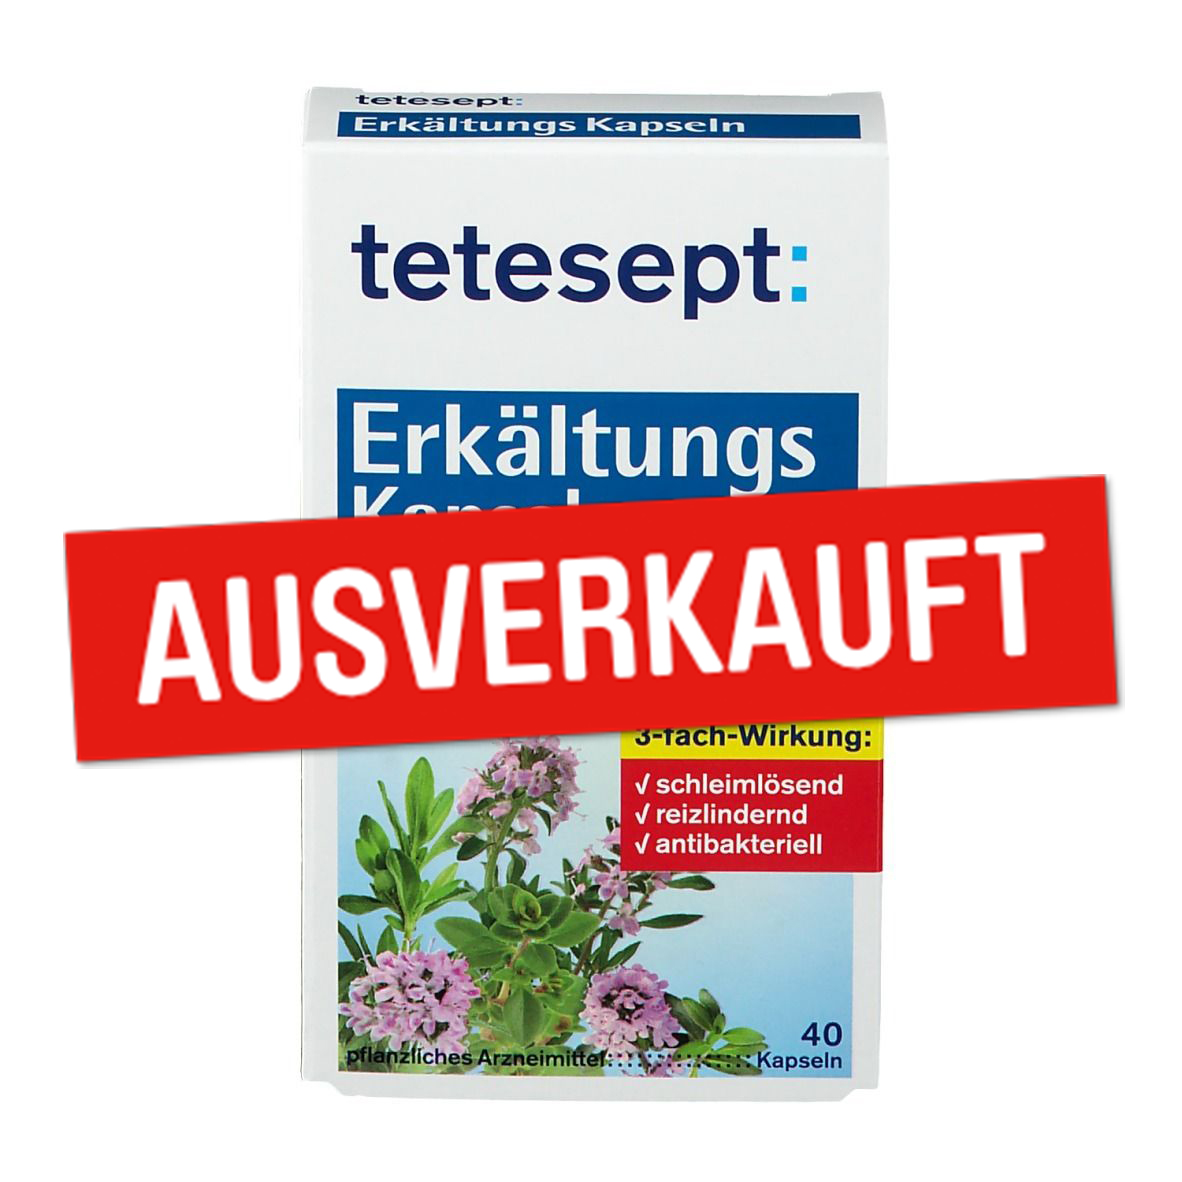 tetesept:
Erkältungs Kapseln
tetesept:
Erkältungs
AUSVERKAUFT
3-fach-Wirkung:
√ schleimlösend
√ reizlindernd
√ antibakteriell
40
pflanzliches Arzneimittel Kapseln